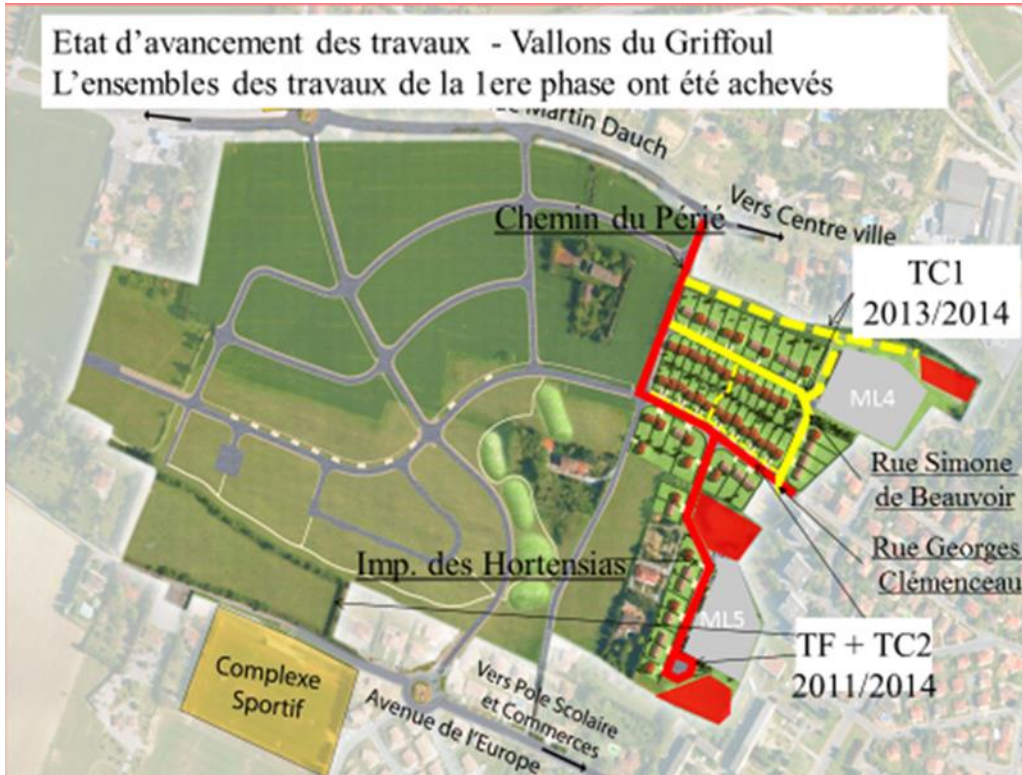 Etat d'avancement des travaux - Vallons du Griffoul
L'ensembles des travaux de la 1ere phase ont été achevés
Martin Dauch
Chemin du Périé
Vers Centre ville
TC1
2013/2014
ML4
Rue Simone
de Beauvoir
Rue Georges
Clémenceau
Imp. des Hortensias
ML5
TF + TC2
2011/2014
Complexe
Sportif
Vers Pole Scolaire
et Commerces
Avenue de l'Europe